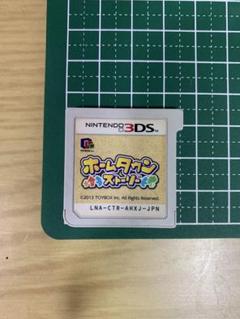 NINTENDO 3DS
ホームタウン
ストーリー
©2013 TOYBOX Inc. All Rights Reserved.
LNA-CTR-AHXJ-JPN